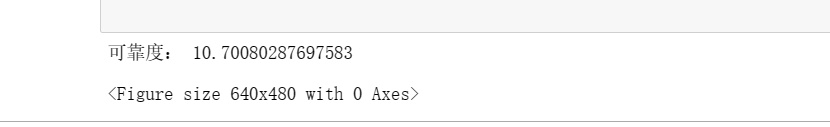 可靠度： 10.70080287697583
<Figure size 640x480 with 0 Axes>